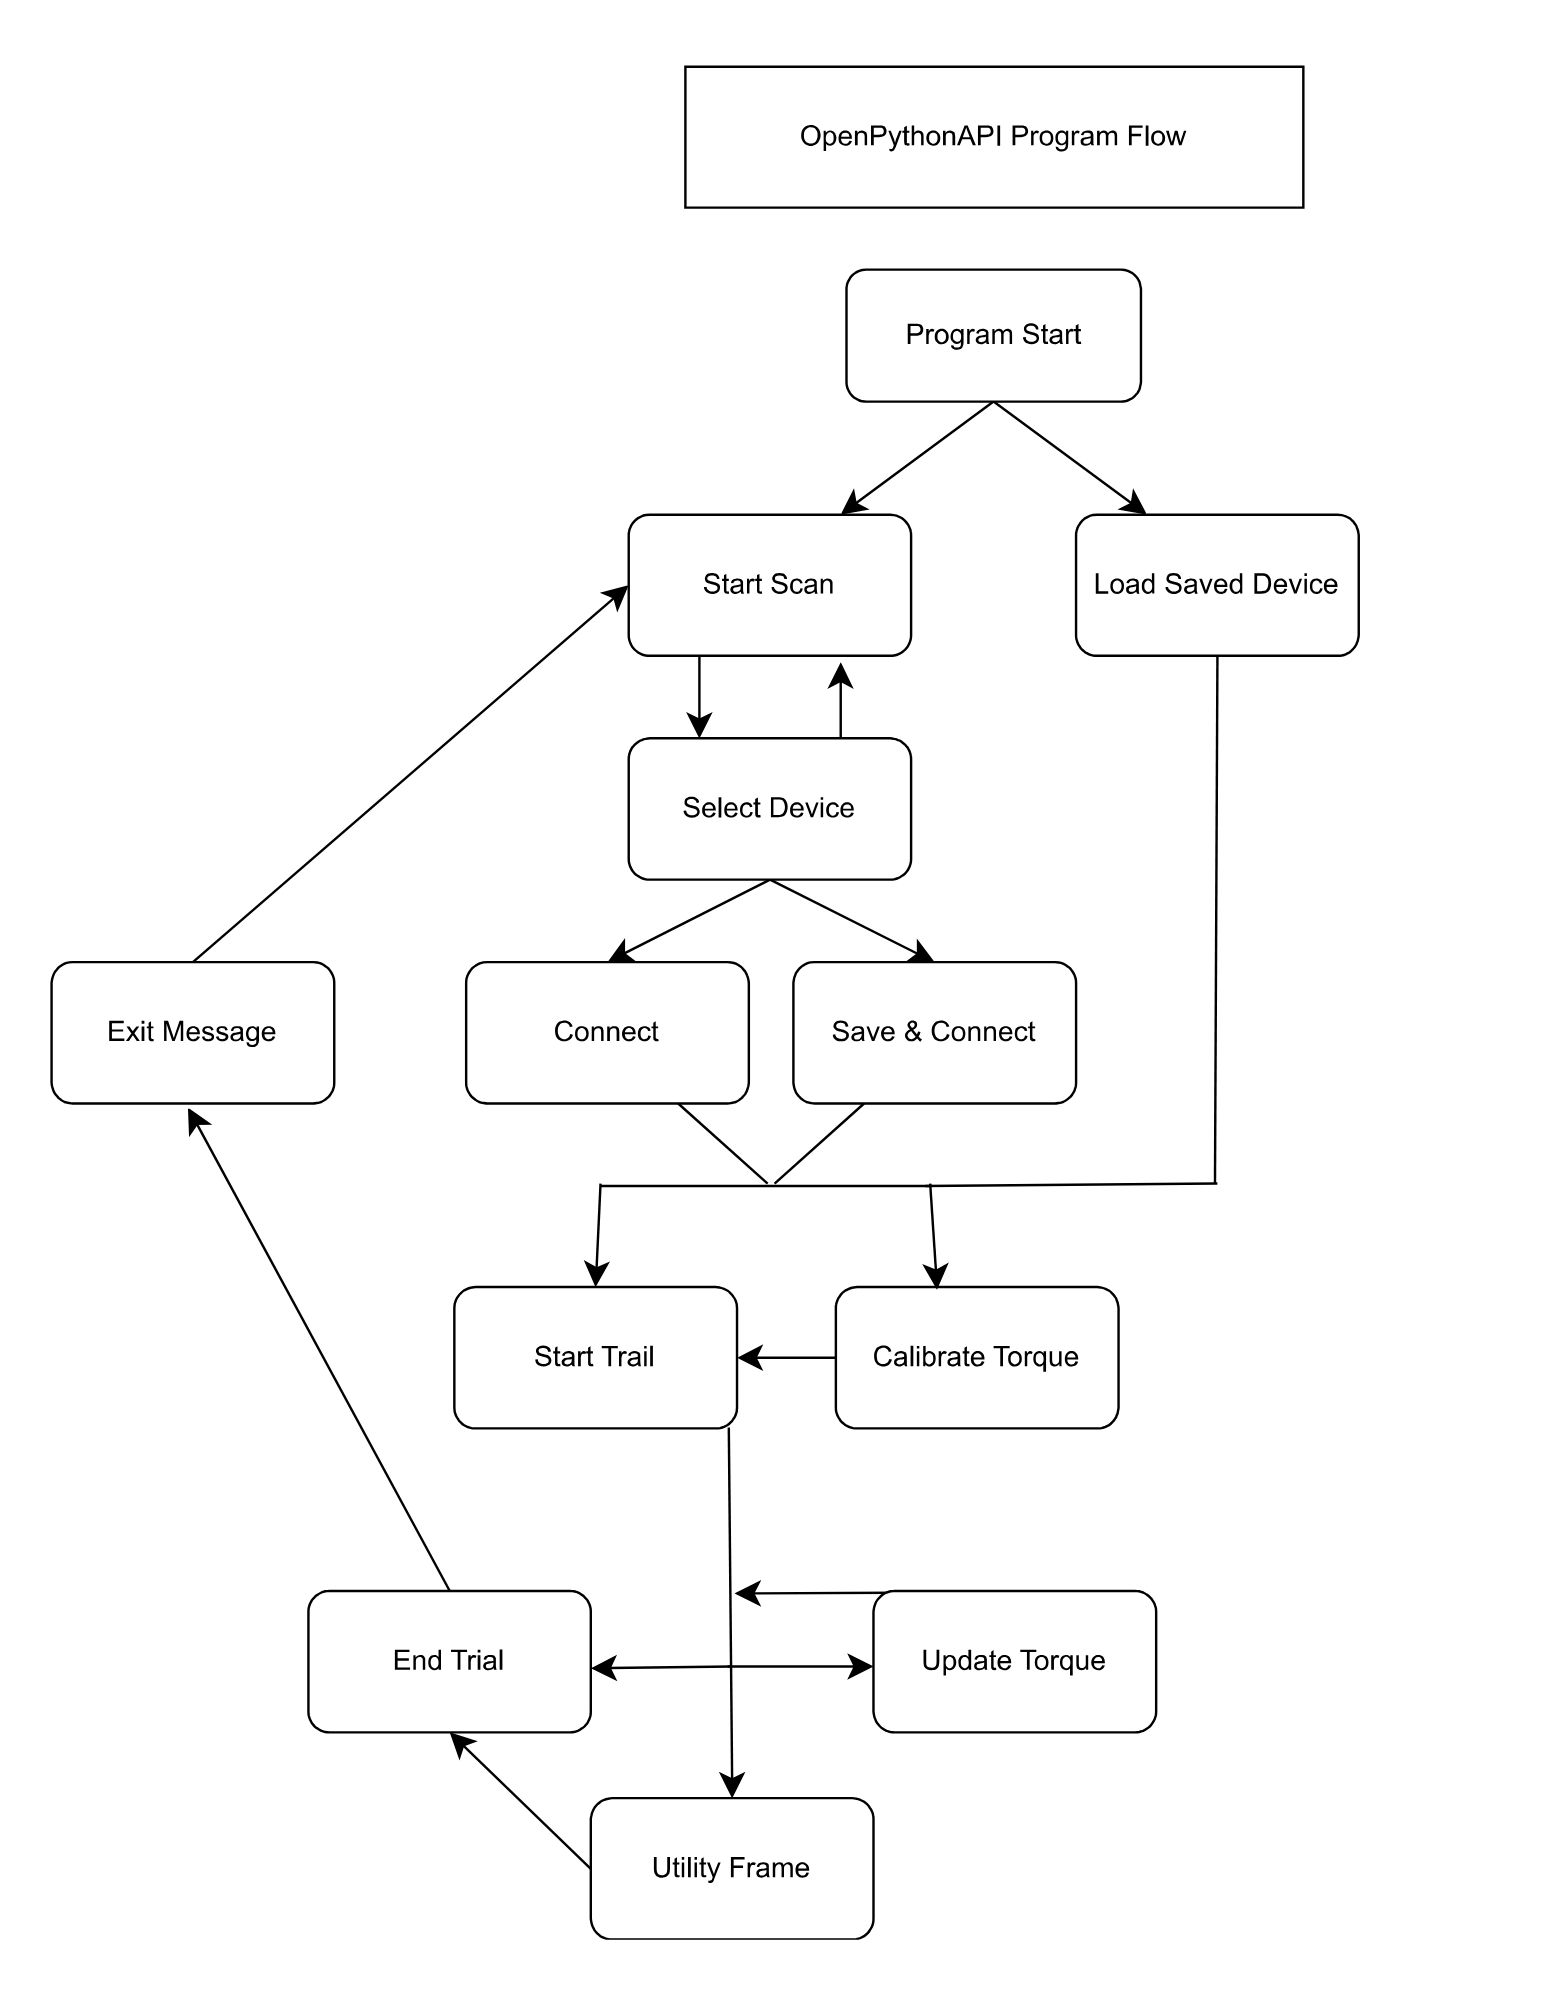 OpenPythonAPI Program Flow
Program Start
Start Scan
Load Saved Device
Select Device
Exit Message
Connect
Save & Connect
Start Trail
Calibrate Torque
End Trial
Update Torque
Utility Frame